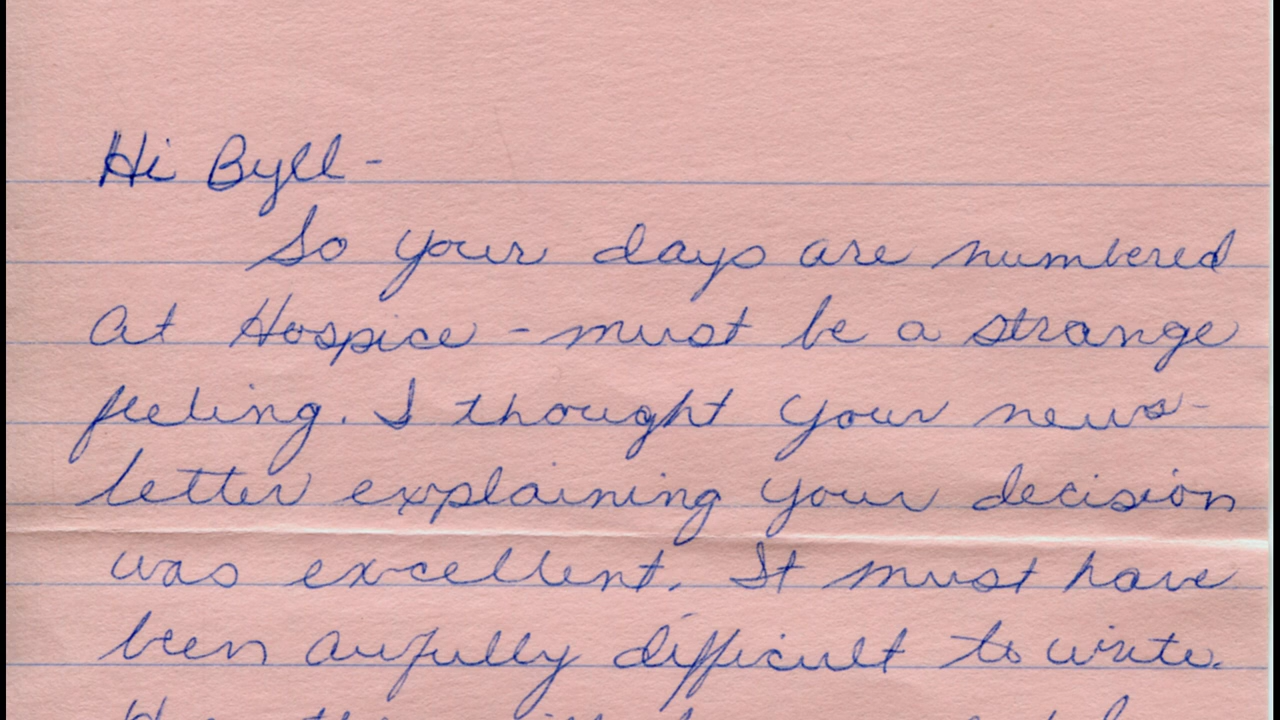 Hi Byll -
So your days are numbered
at Hospice - must be a strange
feeling. I thought your news-
letter explaining your decision
was excellent. It must have
been awfully difficult to write.